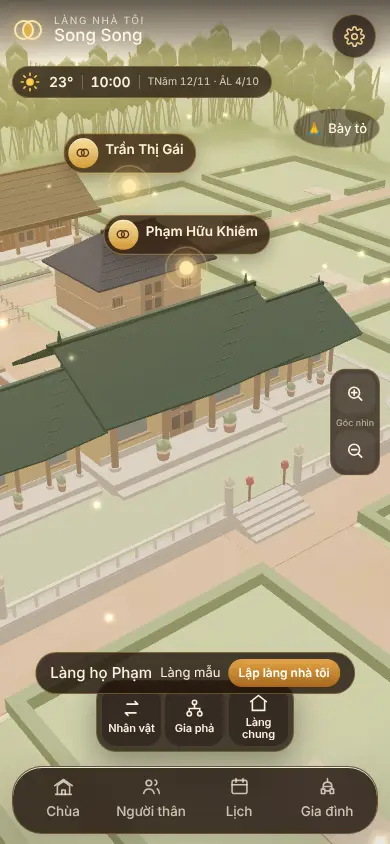 LÀNG NHÀ TÔI
Song Song
23° 10:00 TNăm 12/11 · ÂL 4/10
Bày tỏ
Trần Thị Gái
Phạm Hữu Khiêm
Góc nhìn
Làng họ Phạm Làng mẫu Lập làng nhà tôi
Nhân vật Gia phả Làng
chung
Chùa Người thân Lịch Gia đình